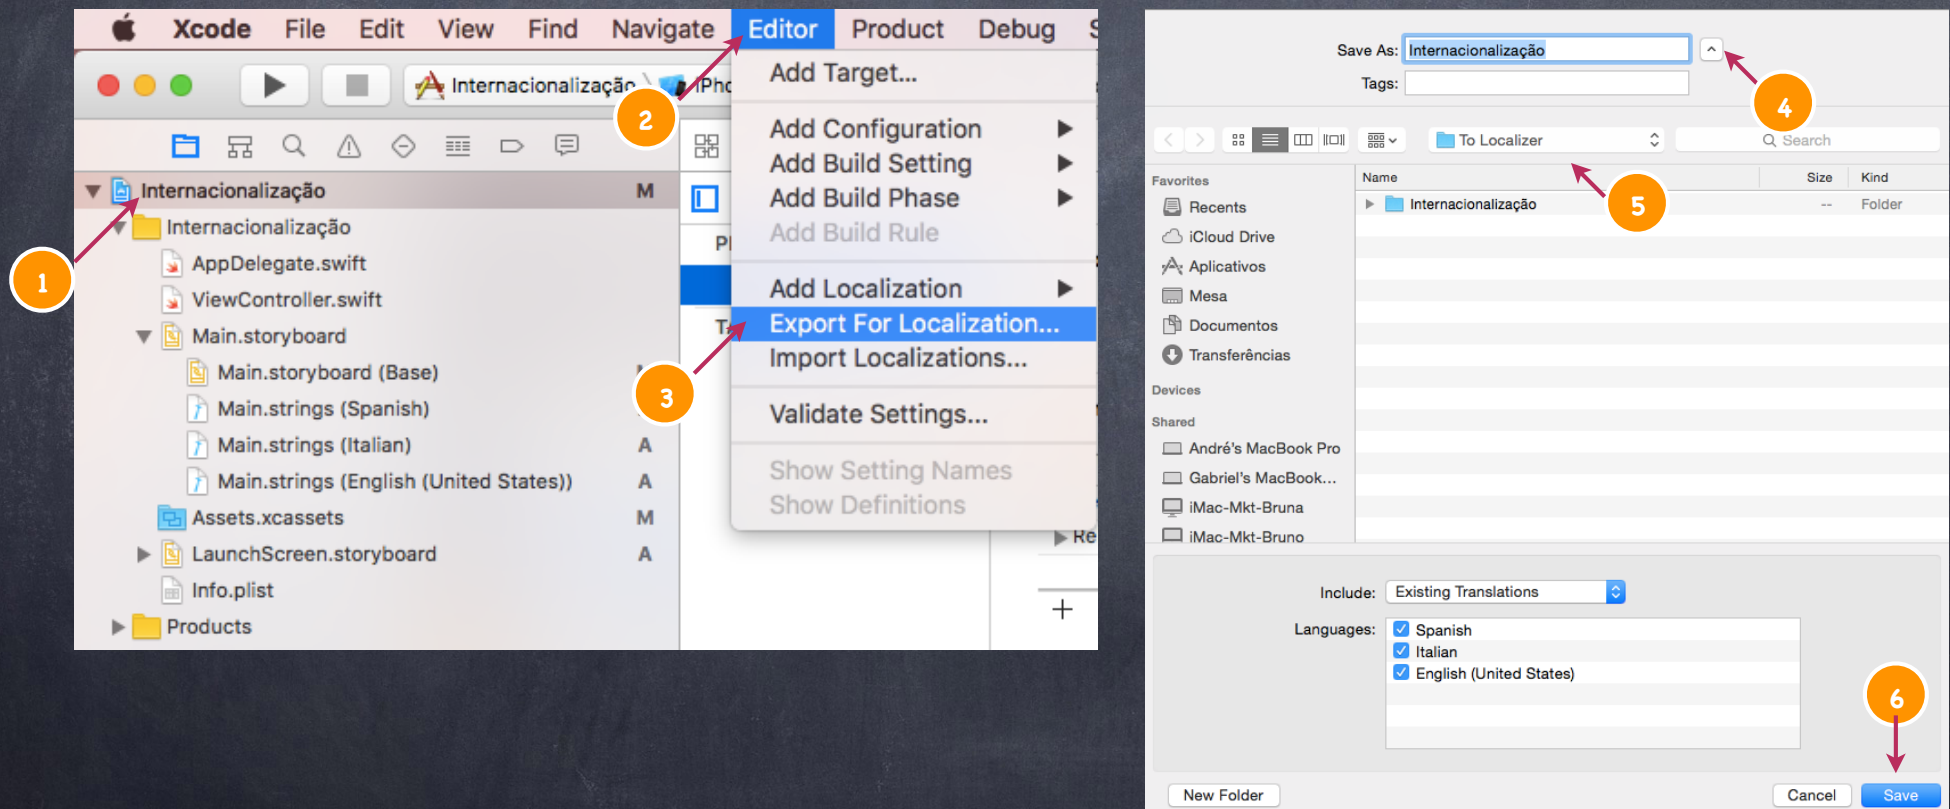 Xcode File Edit View Find Navigate Editor Product Debug
Internacionalização
Internacionalização M
Internacionalização
AppDelegate.swift
ViewController.swift
Main.storyboard
Main.storyboard (Base)
Main.strings (Spanish)
Main.strings (Italian) A
Main.strings (English (United States)) A
Assets.xcassets M
LaunchScreen.storyboard A
Info.plist
Products
Add Target...
Add Configuration
Add Build Setting
Add Build Phase
Add Build Rule
Add Localization
Export For Localization...
Import Localizations...
Validate Settings...
Show Setting Names
Show Definitions
Re
1
2
3
Save As: Internacionalização
Tags:
4
To Localizer
Search
5
Favorites
Recents
iCloud Drive
Aplicativos
Mesa
Documentos
Transferências
Devices
Shared
André's MacBook Pro
Gabriel's MacBook...
iMac-Mkt-Bruna
iMac-Mkt-Bruno
Name Size Kind
Internacionalização -- Folder
Include: Existing Translations
Languages: Spanish
Italian
English (United States)
6
New Folder Cancel Save